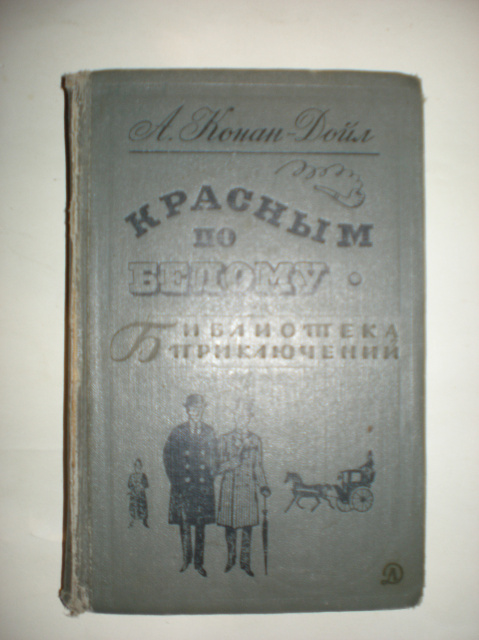 А. Конан-Дойл
КРАСНЫМ
ПО
БЕЛОМУ
БИБЛИОТЕКА
ПРИКЛЮЧЕНИЙ
Д